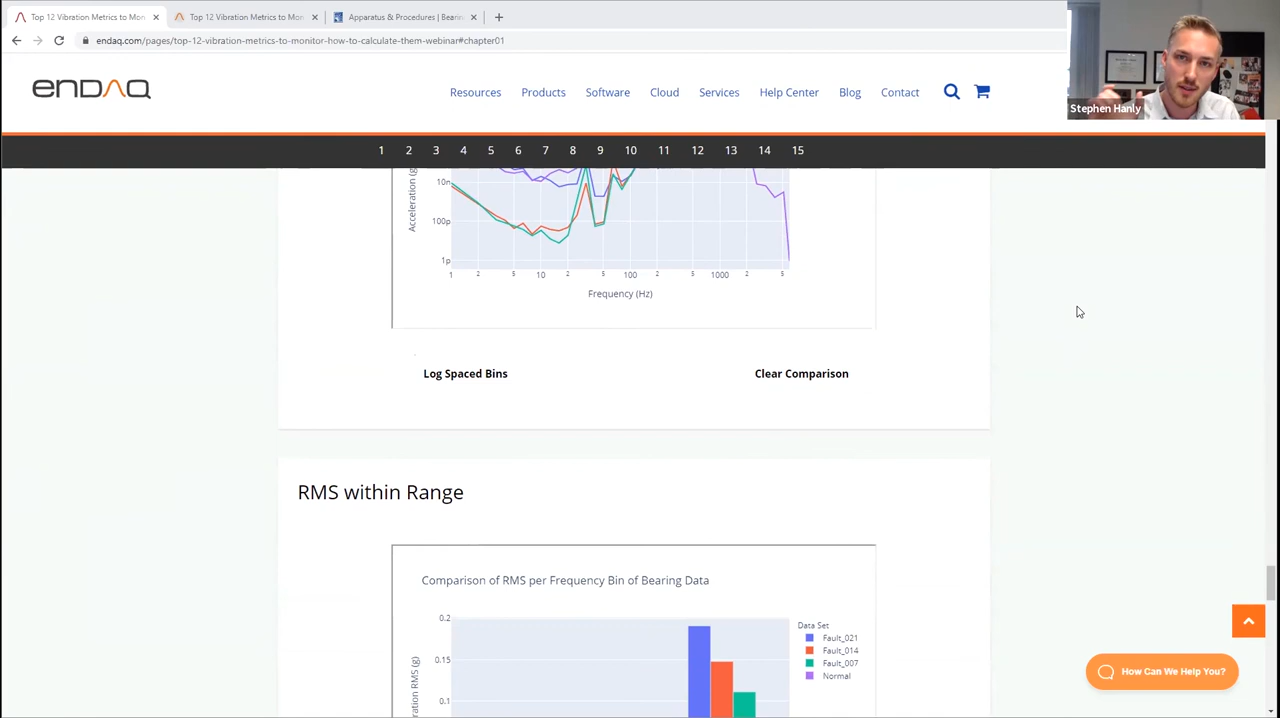 Top 12 Vibration Metrics to Mon
Top 12 Vibration Metrics to Mon
Apparatus & Procedures | Bearin
endaq.com/pages/top-12-vibration-metrics-to-monitor-how-to-calculate-them-webinar#chapter01
enDAQ
Resources Products Software Cloud Services Help Center Blog Contact
Stephen Hanly
1 2 3 4 5 6 7 8 9 10 11 12 13 14 15
Acceleration (g
10n
100p
1p
1 2 5 10 2 5 100 2 5 1000 2 5
Frequency (Hz)
Log Spaced Bins
Clear Comparison
RMS within Range
Comparison of RMS per Frequency Bin of Bearing Data
0.2
0.15
0.1
ration RMS (g)
Data Set
Fault_021
Fault_014
Fault_007
Normal
How Can We Help You?